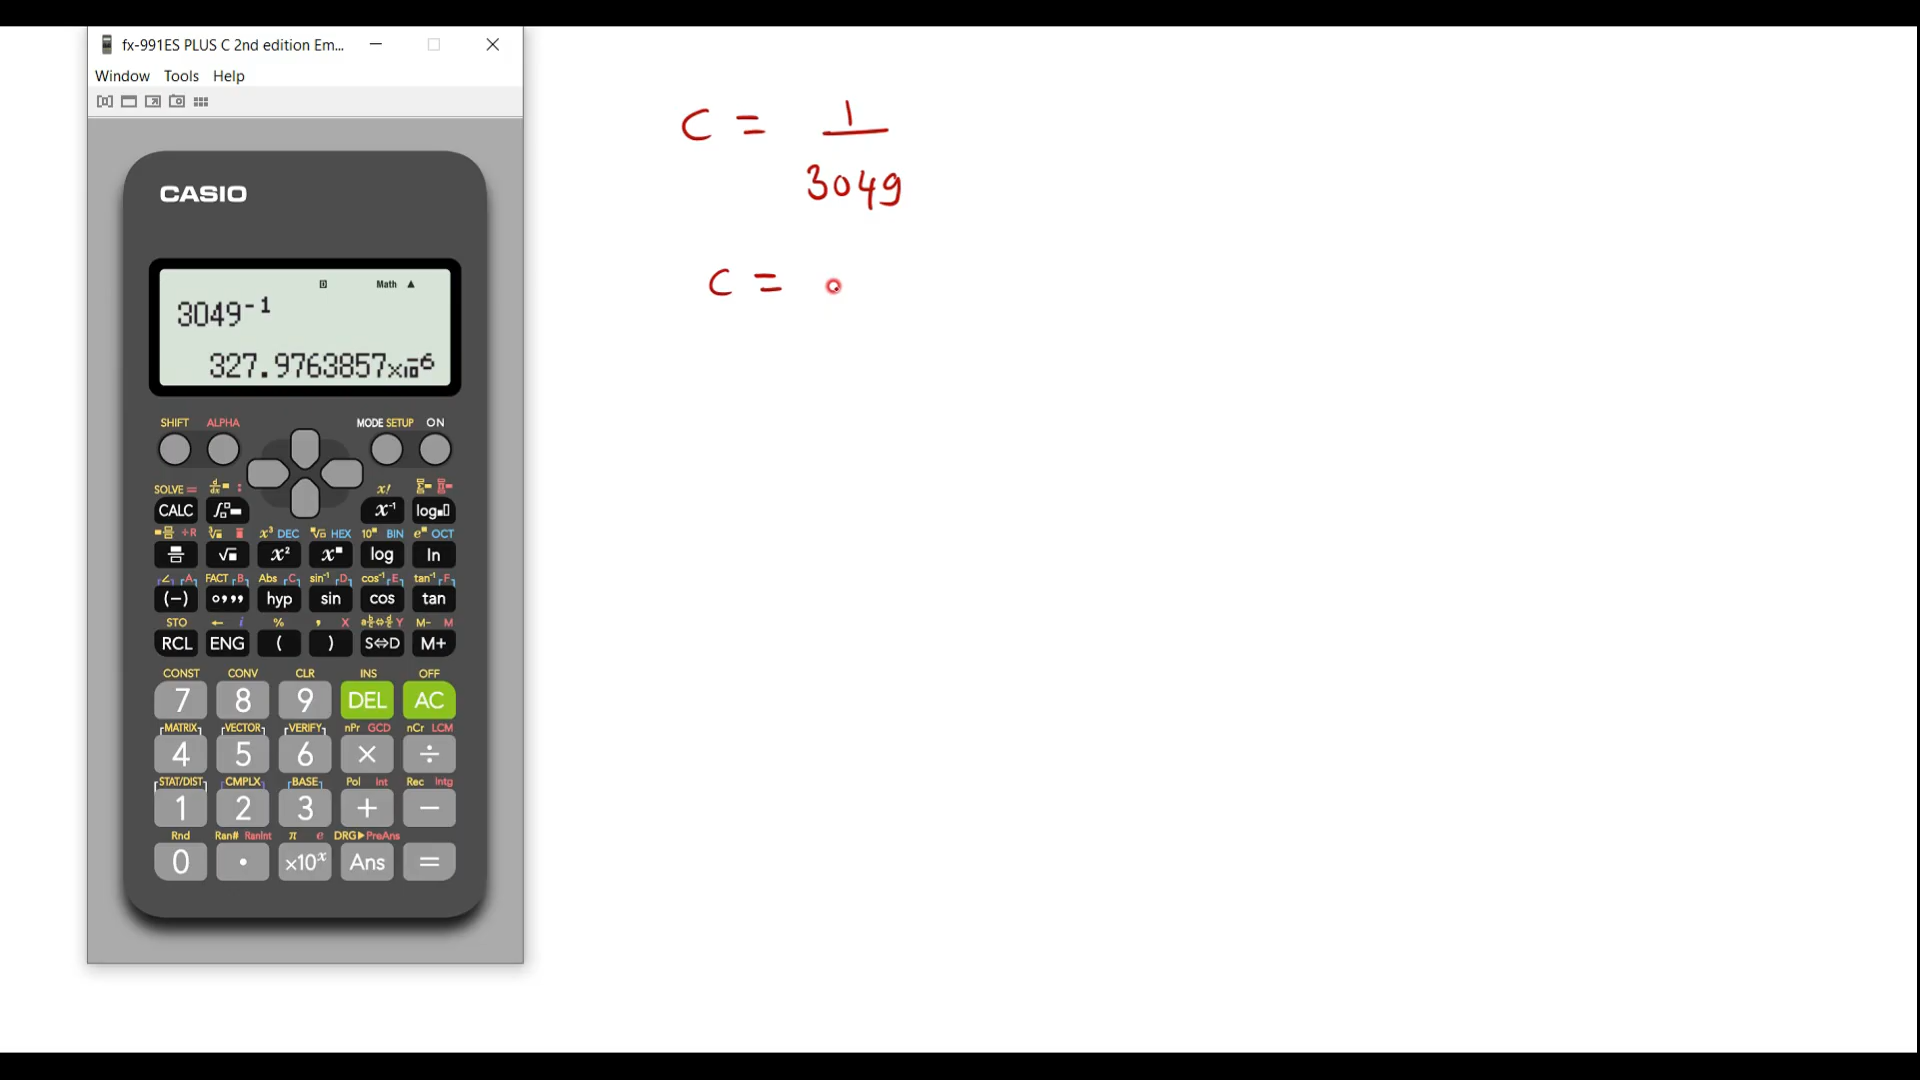 fx-991ES PLUS C 2nd edition Em...
Window Tools Help
CASIO
Math ▲
3049⁻¹
327.9763857×10⁻⁶
SHIFT ALPHA MODE SETUP ON
SOLVE = d/dx : x!
CALC x⁻¹ log
÷R x³ DEC HEX 10 BIN e OCT
x² x log ln
∠ A FACT B Abs C sin⁻¹ D cos⁻¹ E tan⁻¹ F
(−) hyp sin cos tan
STO ← i % , X Y M− M
RCL ENG ( ) S⇔D M+
CONST CONV CLR INS OFF
7 8 9 DEL AC
MATRIX VECTOR VERIFY nPr GCD nCr LCM
4 5 6 × ÷
STAT/DIST CMPLX BASE Pol Int Rec Intg
1 2 3 + −
Rnd Ran# RanInt π e DRG▶ PreAns
0 • ×10ˣ Ans =
C = 1/3049
C =